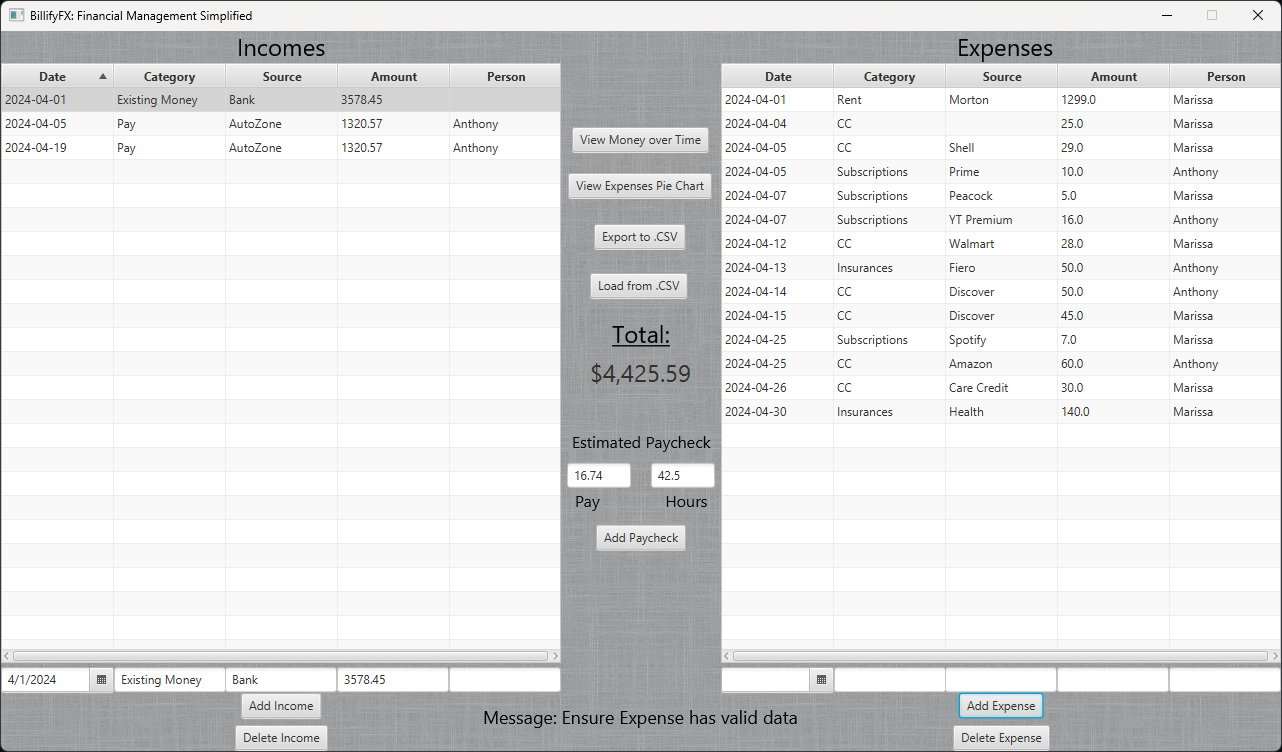 BillifyFX: Financial Management Simplified
Incomes
Date Category Source Amount Person
2024-04-01 Existing Money Bank 3578.45
2024-04-05 Pay AutoZone 1320.57 Anthony
2024-04-19 Pay AutoZone 1320.57 Anthony
4/1/2024 Existing Money Bank 3578.45
Add Income
Delete Income
View Money over Time
View Expenses Pie Chart
Export to .CSV
Load from .CSV
Total:
$4,425.59
Estimated Paycheck
16.74 42.5
Pay Hours
Add Paycheck
Message: Ensure Expense has valid data
Expenses
Date Category Source Amount Person
2024-04-01 Rent Morton 1299.0 Marissa
2024-04-04 CC 25.0 Marissa
2024-04-05 CC Shell 29.0 Marissa
2024-04-05 Subscriptions Prime 10.0 Anthony
2024-04-07 Subscriptions Peacock 5.0 Marissa
2024-04-07 Subscriptions YT Premium 16.0 Anthony
2024-04-12 CC Walmart 28.0 Marissa
2024-04-13 Insurances Fiero 50.0 Anthony
2024-04-14 CC Discover 50.0 Anthony
2024-04-15 CC Discover 45.0 Marissa
2024-04-25 Subscriptions Spotify 7.0 Marissa
2024-04-25 CC Amazon 60.0 Anthony
2024-04-26 CC Care Credit 30.0 Marissa
2024-04-30 Insurances Health 140.0 Marissa
Add Expense
Delete Expense